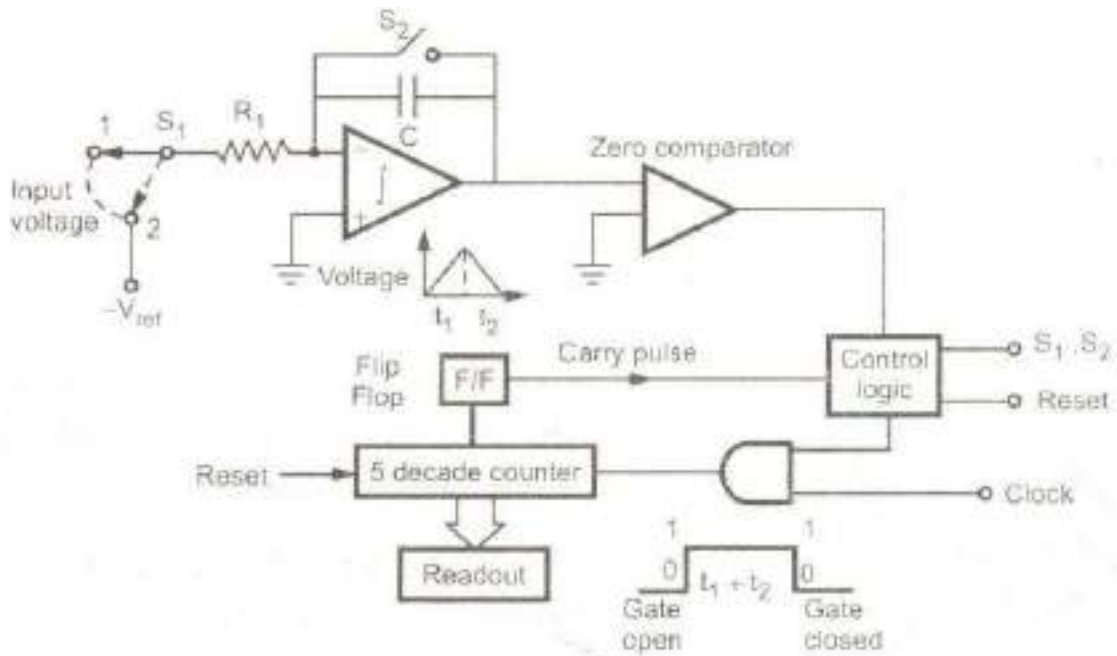 S2
1
S1
R1
C
Input
voltage
2
−Vref
Zero comparator
Voltage
t1
t2
Flip
Flop
F/F
Carry pulse
Control
logic
S1 .S2
Reset
Reset
5 decade counter
Clock
Readout
1
1
0
t1 + t2
0
Gate
open
Gate
closed